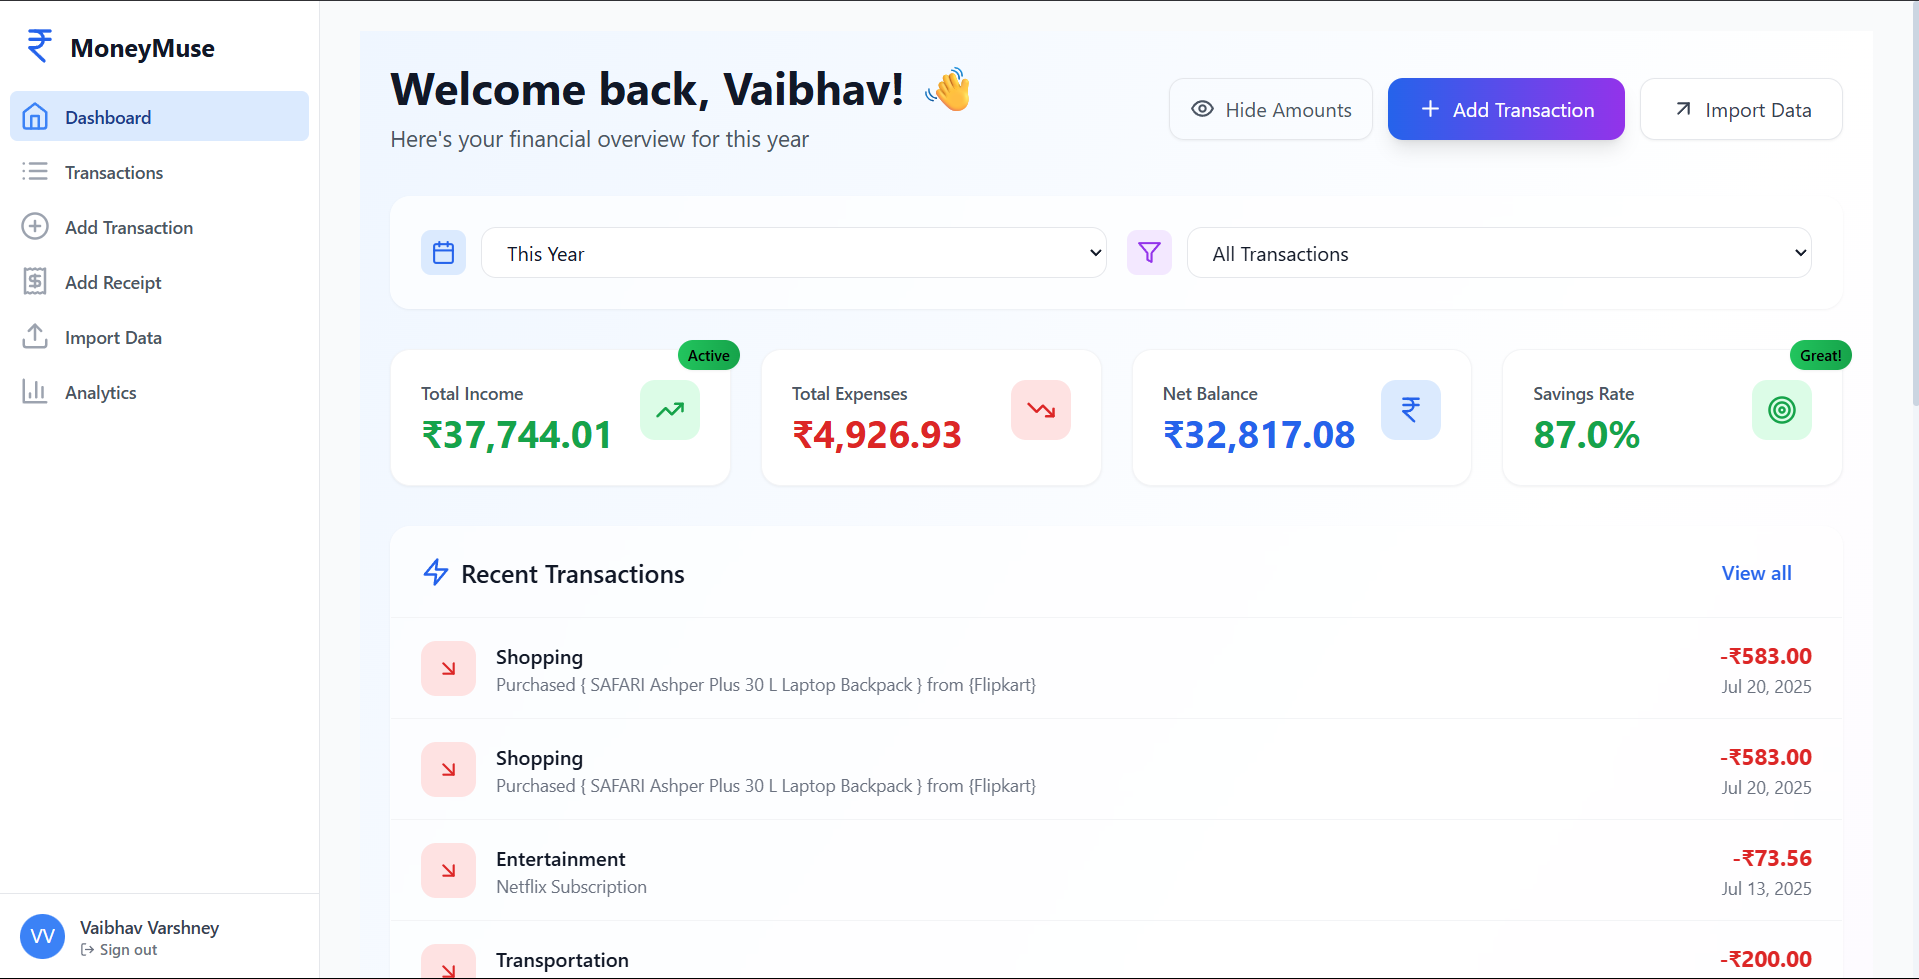 MoneyMuse
Dashboard
Transactions
Add Transaction
Add Receipt
Import Data
Analytics
VV
Vaibhav Varshney
Sign out
Welcome back, Vaibhav! 👋
Here's your financial overview for this year
Hide Amounts
Add Transaction
Import Data
This Year
All Transactions
Active
Total Income
₹37,744.01
Total Expenses
₹4,926.93
Net Balance
₹32,817.08
Great!
Savings Rate
87.0%
Recent Transactions
View all
Shopping
-₹583.00
Purchased { SAFARI Ashper Plus 30 L Laptop Backpack } from {Flipkart}
Jul 20, 2025
Shopping
-₹583.00
Purchased { SAFARI Ashper Plus 30 L Laptop Backpack } from {Flipkart}
Jul 20, 2025
Entertainment
-₹73.56
Netflix Subscription
Jul 13, 2025
Transportation
-₹200.00